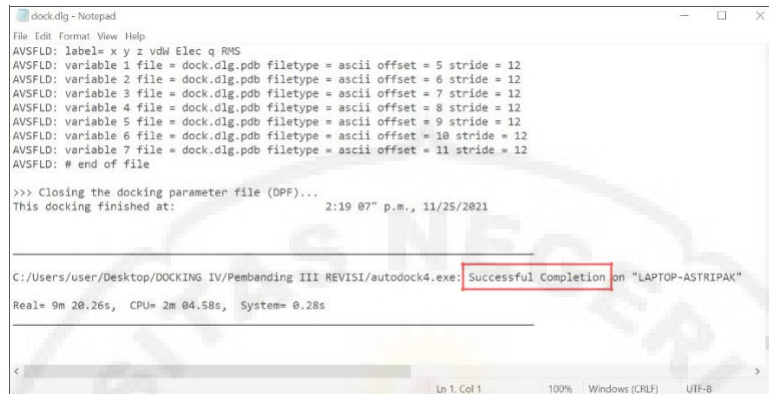 dock.dlg - Notepad
File Edit Format View Help
AVSFLD: label= x y z vdW Elec q RMS
AVSFLD: variable 1 file = dock.dlg.pdb filetype = ascii offset = 5 stride = 12
AVSFLD: variable 2 file = dock.dlg.pdb filetype = ascii offset = 6 stride = 12
AVSFLD: variable 3 file = dock.dlg.pdb filetype = ascii offset = 7 stride = 12
AVSFLD: variable 4 file = dock.dlg.pdb filetype = ascii offset = 8 stride = 12
AVSFLD: variable 5 file = dock.dlg.pdb filetype = ascii offset = 9 stride = 12
AVSFLD: variable 6 file = dock.dlg.pdb filetype = ascii offset = 10 stride = 12
AVSFLD: variable 7 file = dock.dlg.pdb filetype = ascii offset = 11 stride = 12
AVSFLD: # end of file
>>> Closing the docking parameter file (DPF)...
This docking finished at: 2:19 07" p.m., 11/25/2021
C:/Users/user/Desktop/DOCKING IV/Pembanding III REVISI/autodock4.exe: Successful Completion on "LAPTOP-ASTRIPAK"
Real= 9m 20.26s, CPU= 2m 04.58s, System= 0.28s
SITAS NEGERI
Ln 1, Col 1 100% Windows (CRLF) UTF-8